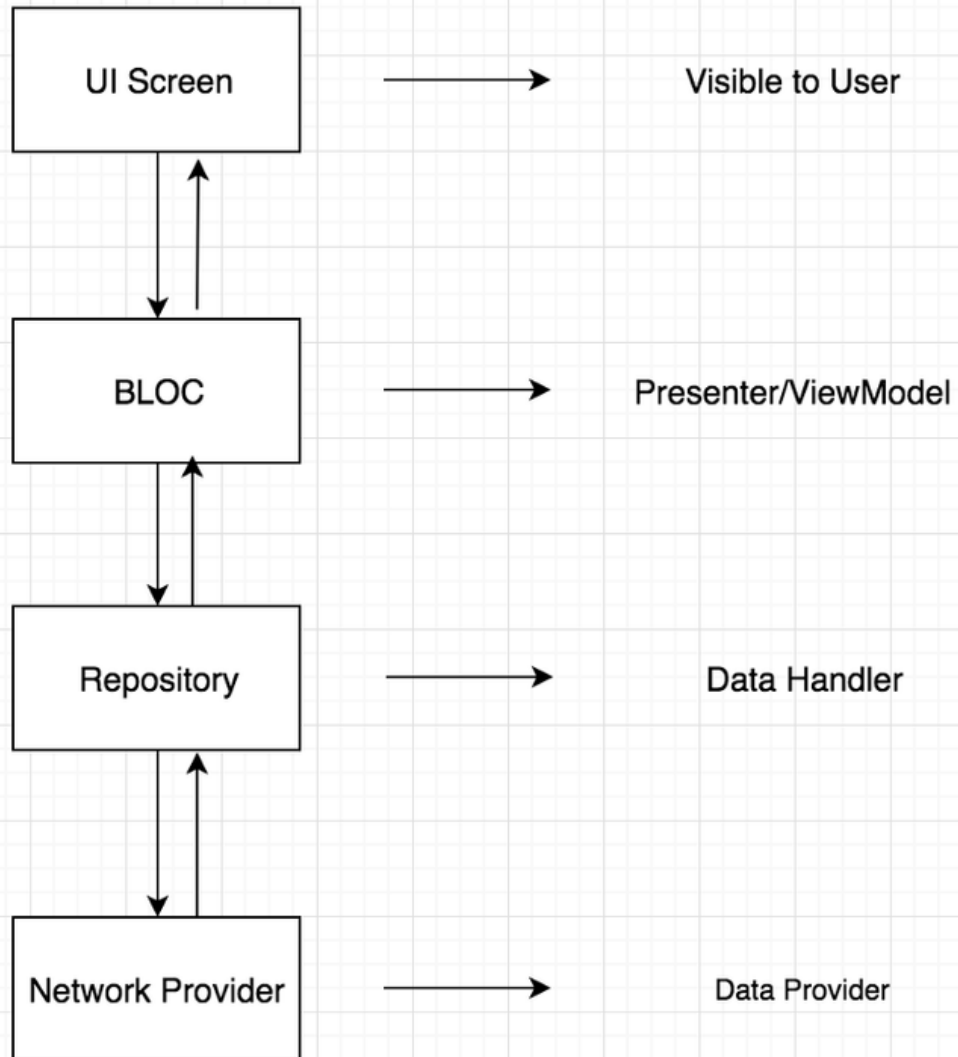 UI Screen
Visible to User
BLOC
Presenter/ViewModel
Repository
Data Handler
Network Provider
Data Provider